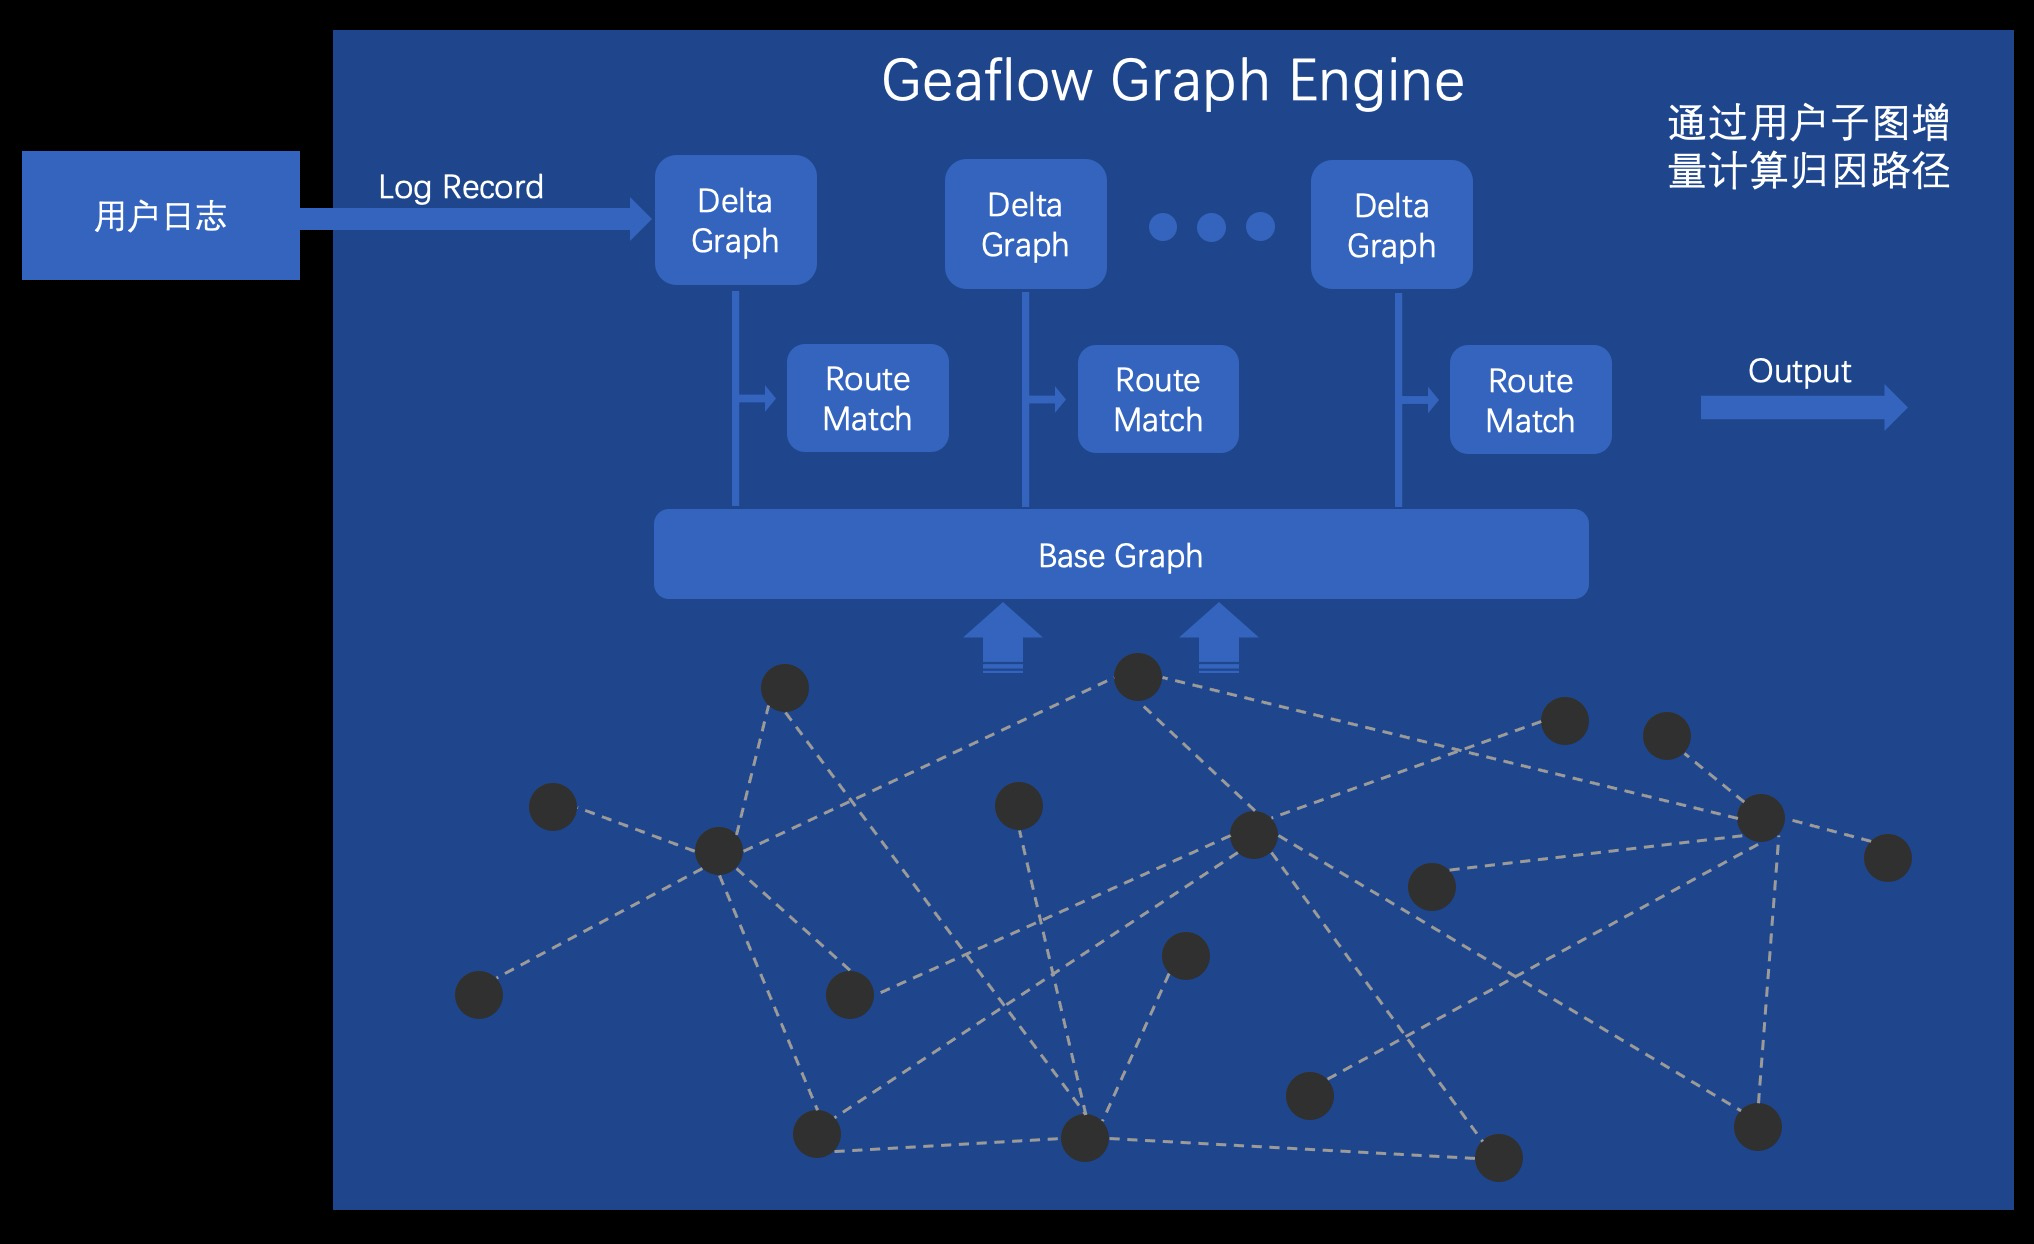 Geaflow Graph Engine
通过用户子图增
量计算归因路径
用户日志
Log Record
Delta
Graph
Delta
Graph
Delta
Graph
Route
Match
Route
Match
Route
Match
Output
Base Graph